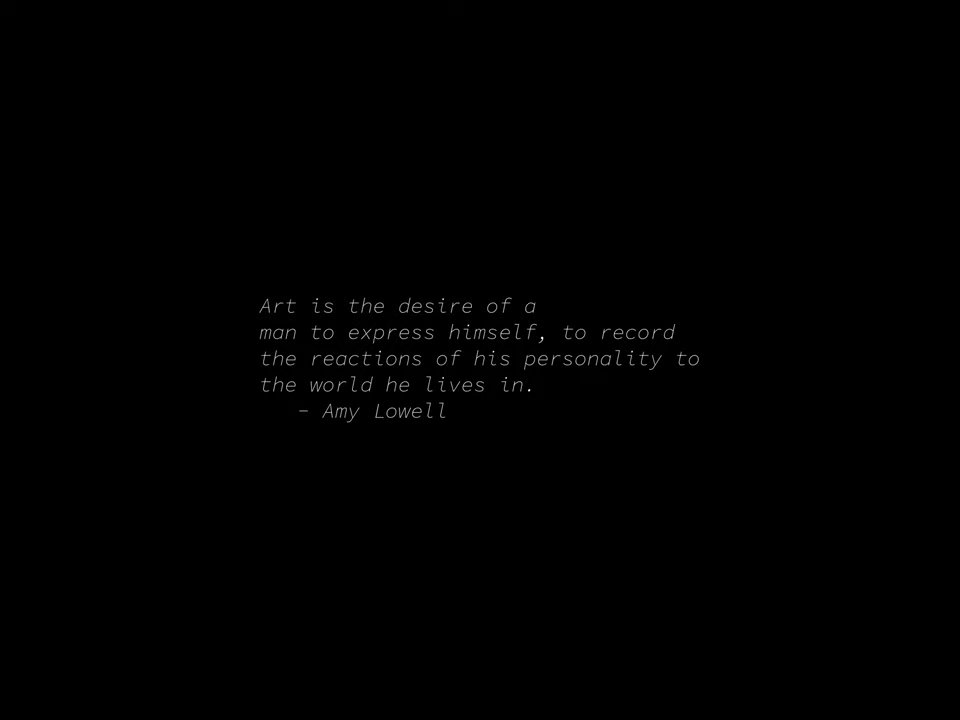 Art is the desire of a
man to express himself, to record
the reactions of his personality to
the world he lives in.
– Amy Lowell